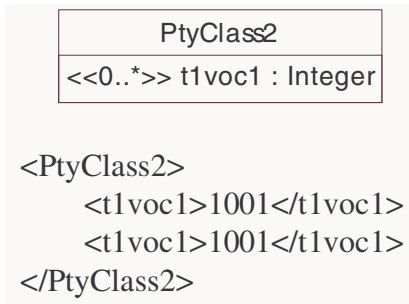 PtyClass2
<<0..*>> t1voc1 : Integer
<PtyClass2>
<t1voc1>1001</t1voc1>
<t1voc1>1001</t1voc1>
</PtyClass2>